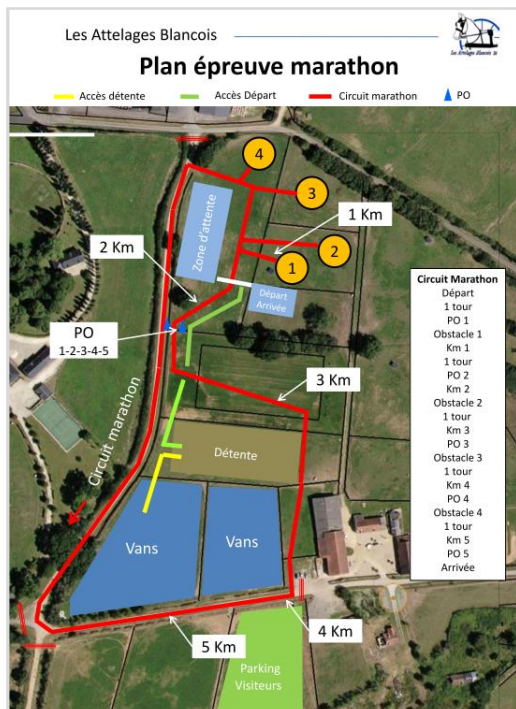 Les Attelages Blancois
Les Attelages Blancois 36
Plan épreuve marathon
Accès détente
Accès Départ
Circuit marathon
PO
4
3
1 Km
Zone d'attente
2
1
2 Km
Départ
Arrivée
PO
1-2-3-4-5
3 Km
Circuit marathon
Détente
Vans
Vans
4 Km
5 Km
Parking
Visiteurs
Circuit Marathon
Départ
1 tour
PO 1
Obstacle 1
Km 1
1 tour
PO 2
Km 2
Obstacle 2
1 tour
Km 3
PO 3
Obstacle 3
1 tour
Km 4
PO 4
Obstacle 4
1 tour
Km 5
PO 5
Arrivée